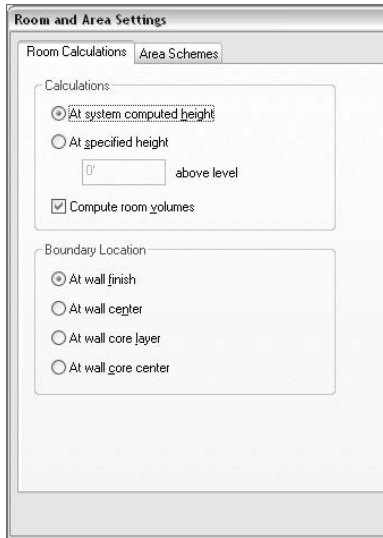 Room and Area Settings
Room Calculations Area Schemes
Calculations
At system computed height
At specified height
0' above level
Compute room volumes
Boundary Location
At wall finish
At wall center
At wall core layer
At wall core center